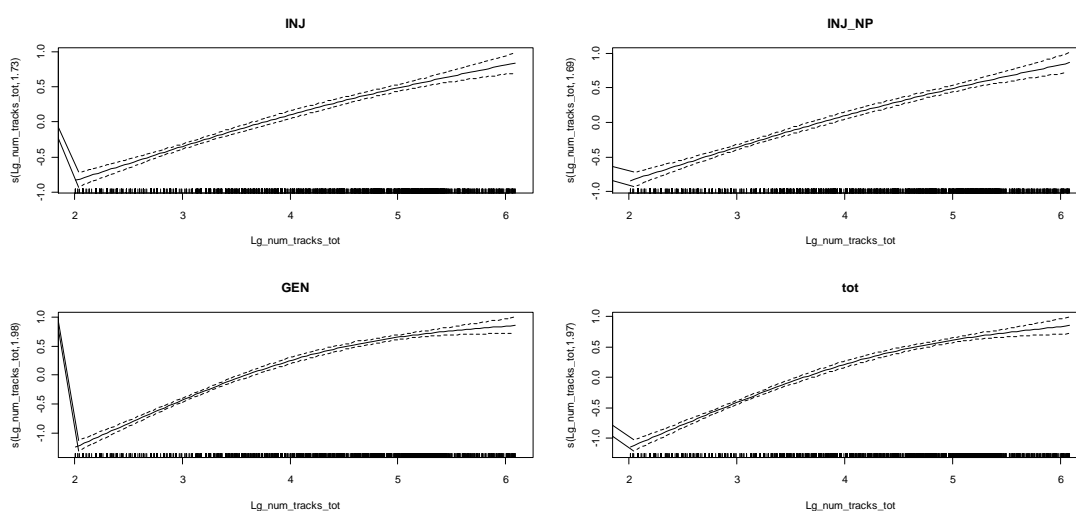 INJ
s(Lg_num_tracks_tot,1.73)
1.0
0.5
0.0
-0.5
-1.0
2 3 4 5 6
Lg_num_tracks_tot
INJ_NP
s(Lg_num_tracks_tot,1.69)
1.0
0.5
0.0
-0.5
-1.0
2 3 4 5 6
Lg_num_tracks_tot
GEN
s(Lg_num_tracks_tot,1.98)
1.0
0.5
0.0
-0.5
-1.0
2 3 4 5 6
Lg_num_tracks_tot
tot
s(Lg_num_tracks_tot,1.97)
1.0
0.5
0.0
-0.5
-1.0
2 3 4 5 6
Lg_num_tracks_tot